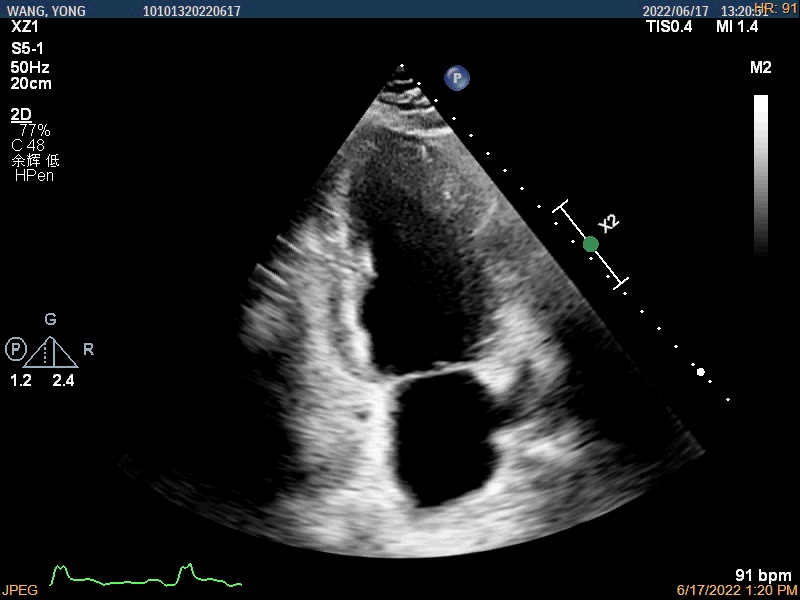 WANG, YONG 10101320220617 2022/06/17 13:20:51 HR: 91
XZ1 TIS0.4 MI 1.4
S5-1
50Hz
20cm
M2
P
2D
77%
C 48
余辉 低
HPen
X2
G
P R
1.2 2.4
91 bpm
JPEG 6/17/2022 1:20 PM